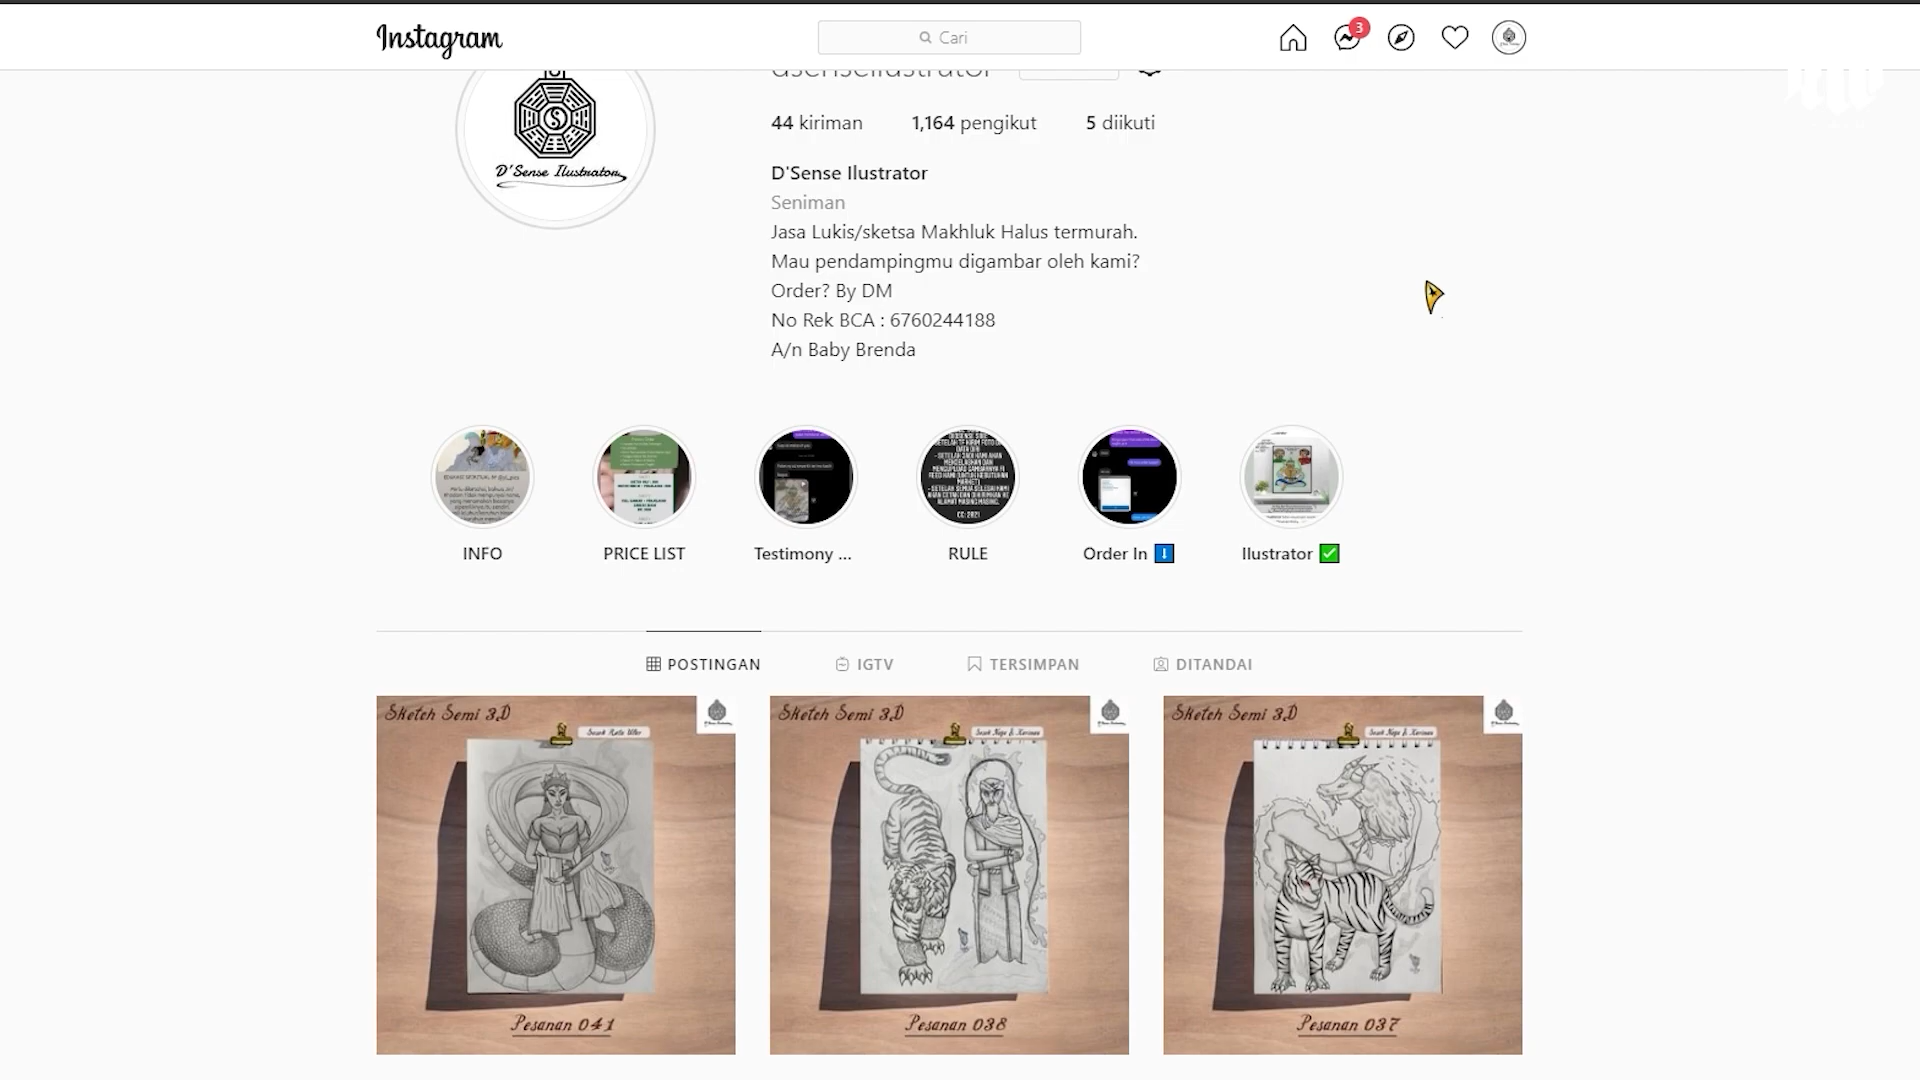 Instagram
Cari
3
44 kiriman 1,164 pengikut 5 diikuti
D'Sense Ilustrator
D'Sense Ilustrator
Seniman
Jasa Lukis/sketsa Makhluk Halus termurah.
Mau pendampingmu digambar oleh kami?
Order? By DM
No Rek BCA : 6760244188
A/n Baby Brenda
INFO
PRICE LIST
Testimony ...
RULE
Order In
Ilustrator
POSTINGAN
IGTV
TERSIMPAN
DITANDAI
Sketch Semi 3D
Pesanan 041
Sketch Semi 3D
Pesanan 038
Sketch Semi 3D
Pesanan 037